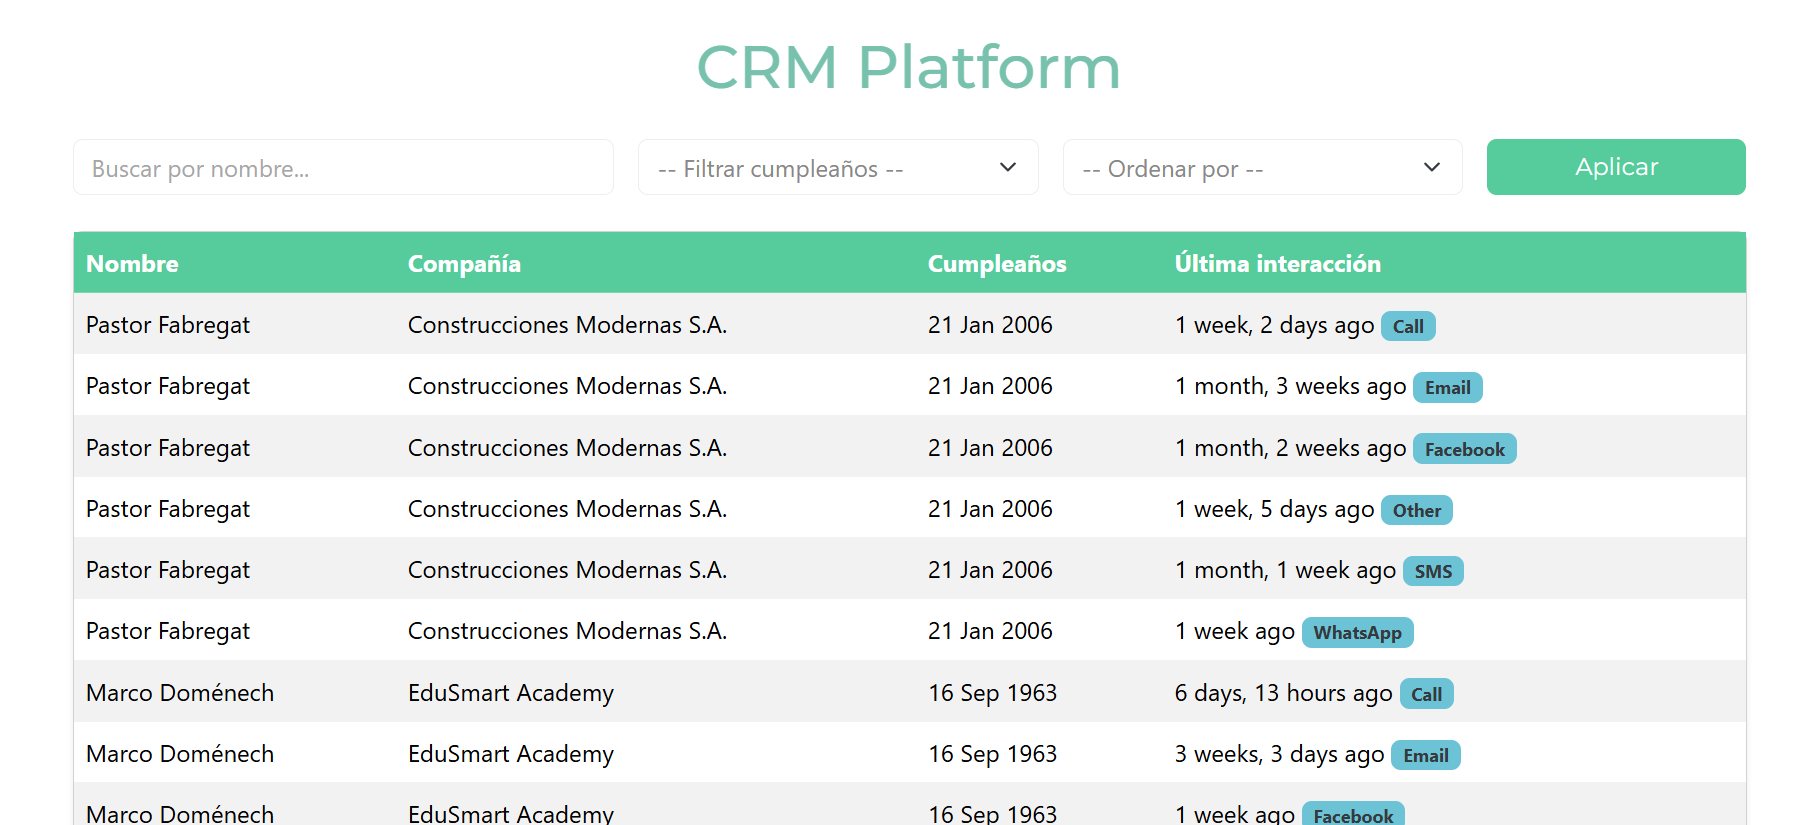 CRM Platform
Buscar por nombre...
-- Filtrar cumpleaños --
-- Ordenar por --
Aplicar
Nombre Compañía Cumpleaños Última interacción
Pastor Fabregat Construcciones Modernas S.A. 21 Jan 2006 1 week, 2 days ago Call
Pastor Fabregat Construcciones Modernas S.A. 21 Jan 2006 1 month, 3 weeks ago Email
Pastor Fabregat Construcciones Modernas S.A. 21 Jan 2006 1 month, 2 weeks ago Facebook
Pastor Fabregat Construcciones Modernas S.A. 21 Jan 2006 1 week, 5 days ago Other
Pastor Fabregat Construcciones Modernas S.A. 21 Jan 2006 1 month, 1 week ago SMS
Pastor Fabregat Construcciones Modernas S.A. 21 Jan 2006 1 week ago WhatsApp
Marco Doménech EduSmart Academy 16 Sep 1963 6 days, 13 hours ago Call
Marco Doménech EduSmart Academy 16 Sep 1963 3 weeks, 3 days ago Email
Marco Doménech EduSmart Academy 16 Sep 1963 1 week ago Facebook